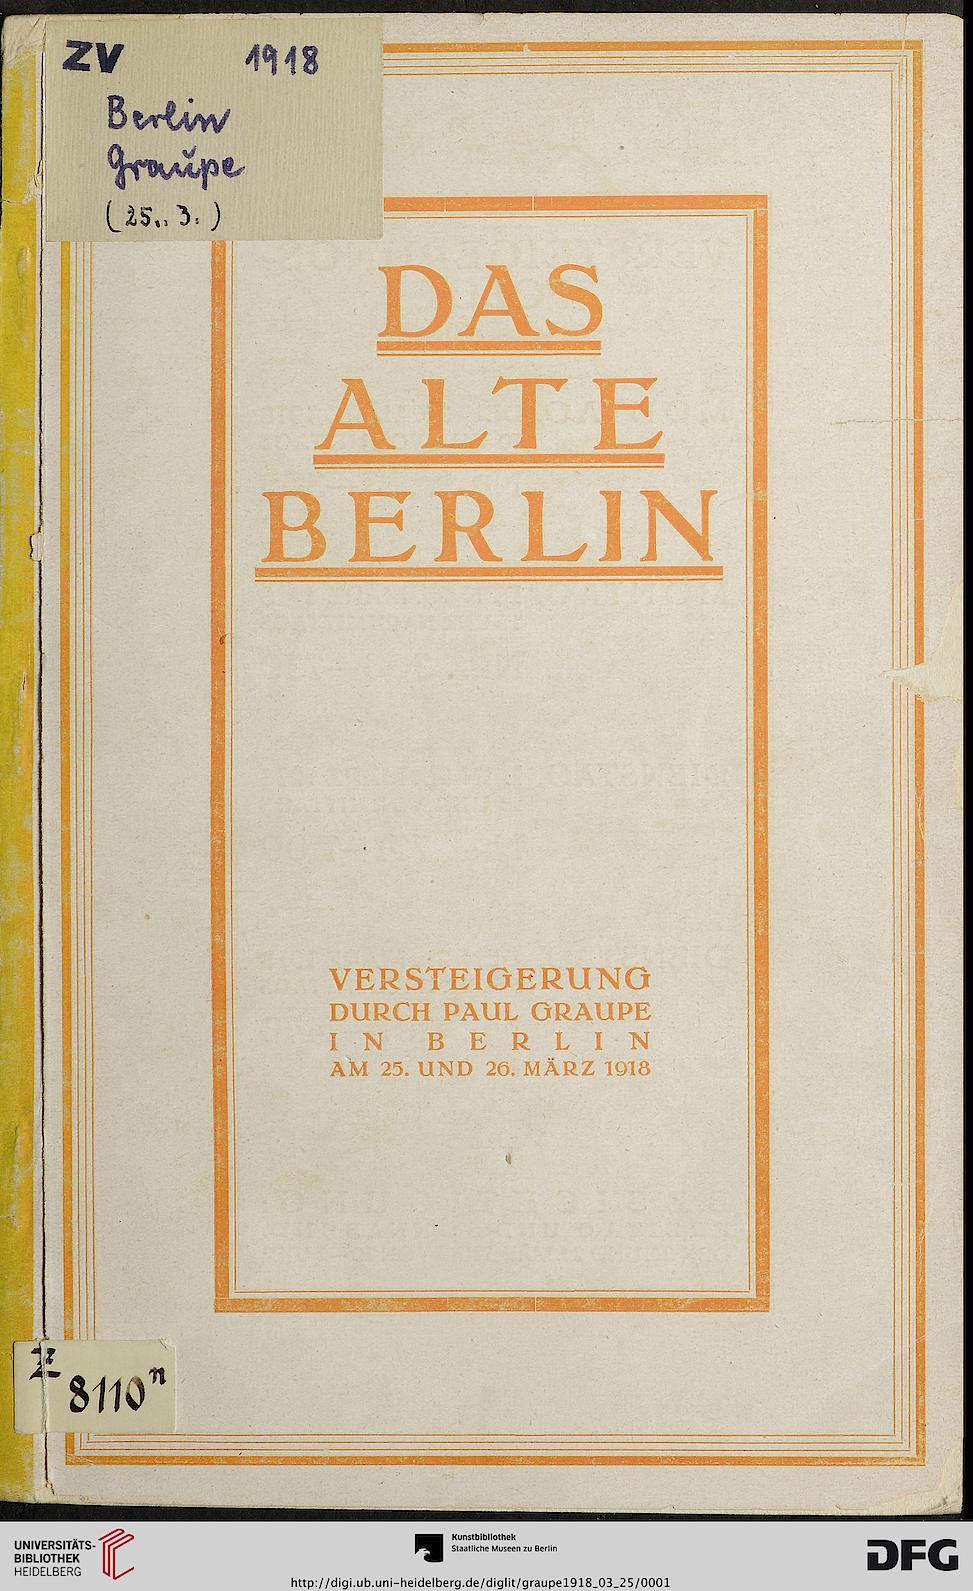 ZV 1918
Berlin
Graupe
(25., 3.)
DAS
ALTE
BERLIN
VERSTEIGERUNG
DURCH PAUL GRAUPE
IN BERLIN
AM 25. UND 26. MÄRZ 1918
Z
8110ⁿ
UNIVERSITÄTS-
BIBLIOTHEK
HEIDELBERG
Kunstbibliothek
Staatliche Museen zu Berlin
DFG
http://digi.ub.uni-heidelberg.de/diglit/graupe1918_03_25/0001